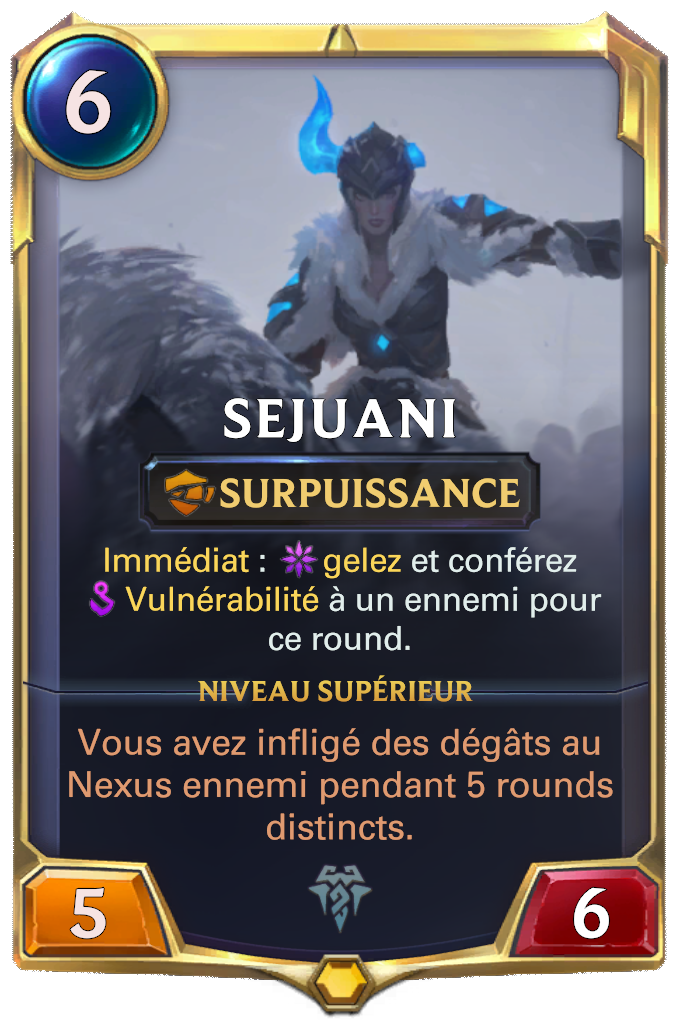 6
SEJUANI
SURPUISSANCE
Immédiat : gelez et conférez
Vulnérabilité à un ennemi pour
ce round.
NIVEAU SUPÉRIEUR
Vous avez infligé des dégâts au
Nexus ennemi pendant 5 rounds
distincts.
5
6